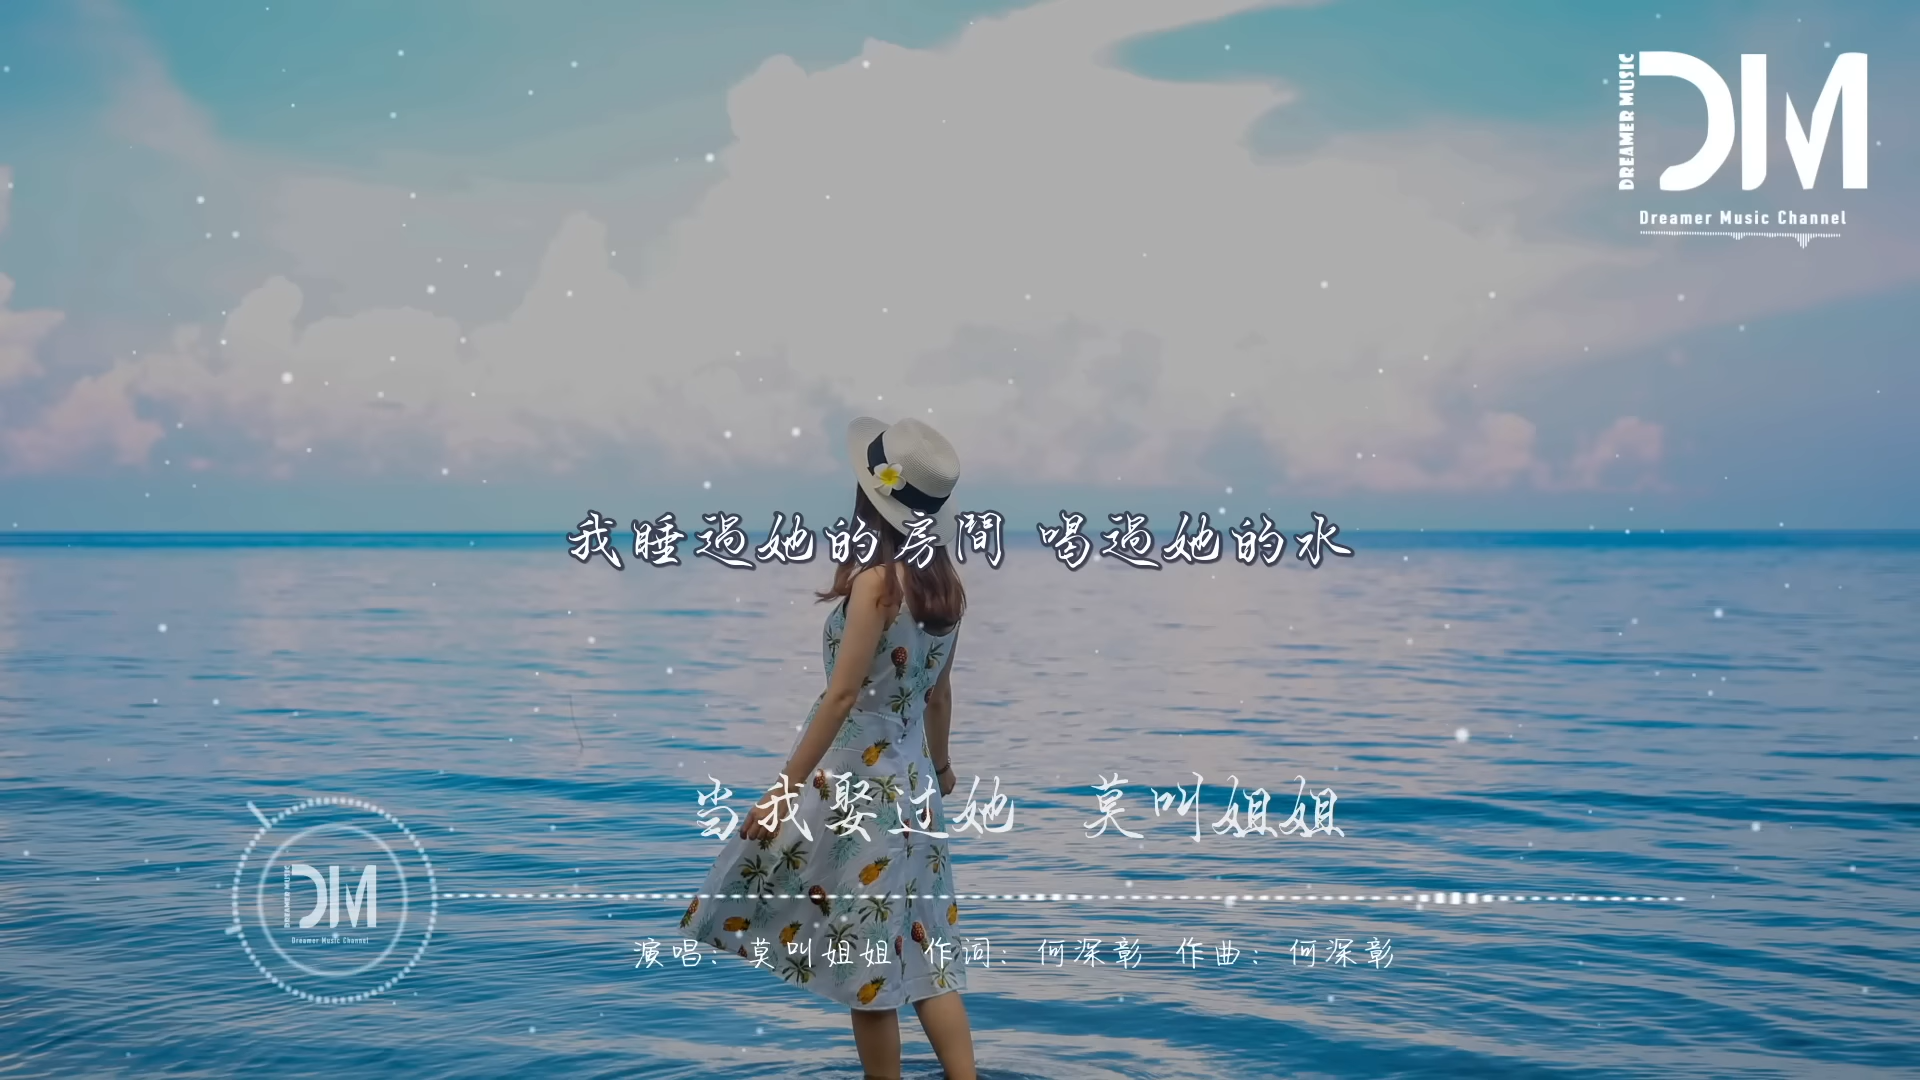 DREAMER MUSIC
DM
Dreamer Music Channel
我睡過她的房間 喝過她的水
当我娶过她 莫叫姐姐
DREAMER MUSIC
DM
Dreamer Music Channel
演唱：莫叫姐姐 作词：何深彰 作曲：何深彰